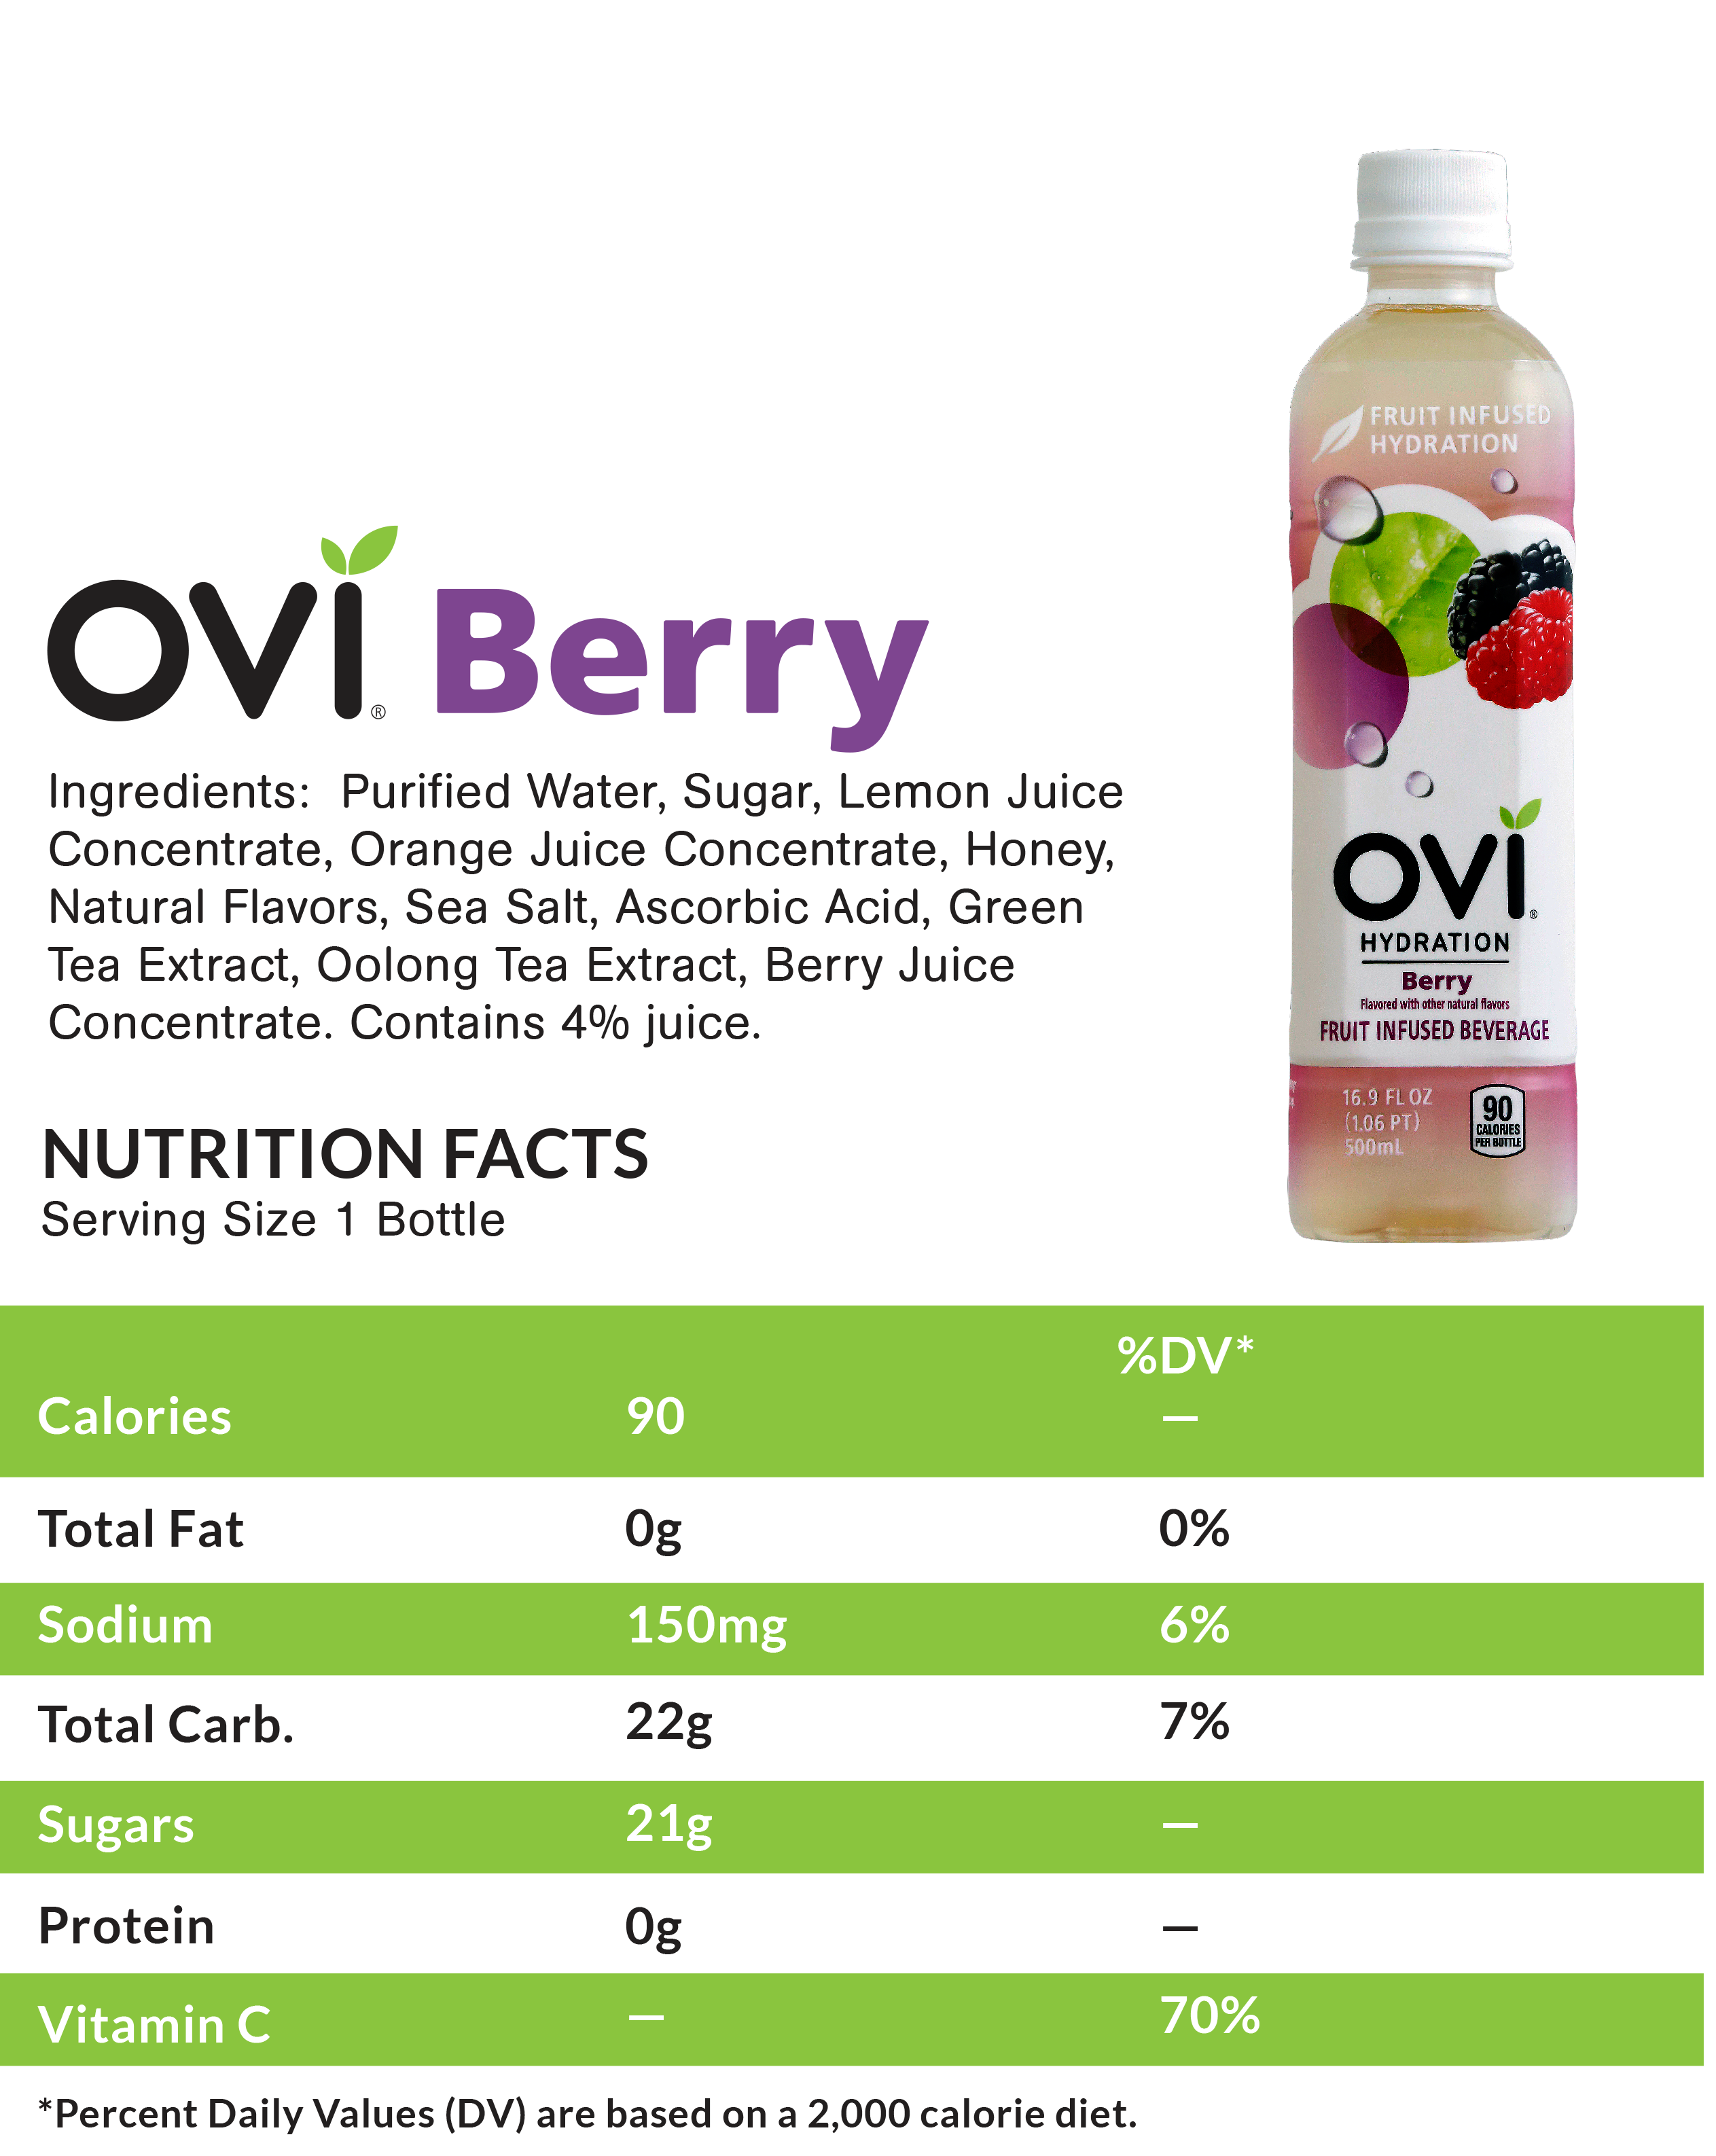 OVI® Berry
Ingredients: Purified Water, Sugar, Lemon Juice
Concentrate, Orange Juice Concentrate, Honey,
Natural Flavors, Sea Salt, Ascorbic Acid, Green
Tea Extract, Oolong Tea Extract, Berry Juice
Concentrate. Contains 4% juice.
NUTRITION FACTS
Serving Size 1 Bottle
FRUIT INFUSED
HYDRATION
OVI®
HYDRATION
Berry
Flavored with other natural flavors
FRUIT INFUSED BEVERAGE
16.9 FL OZ
(1.06 PT)
500mL
90
CALORIES
PER BOTTLE
%DV*
Calories 90 —
Total Fat 0g 0%
Sodium 150mg 6%
Total Carb. 22g 7%
Sugars 21g —
Protein 0g —
Vitamin C — 70%
*Percent Daily Values (DV) are based on a 2,000 calorie diet.